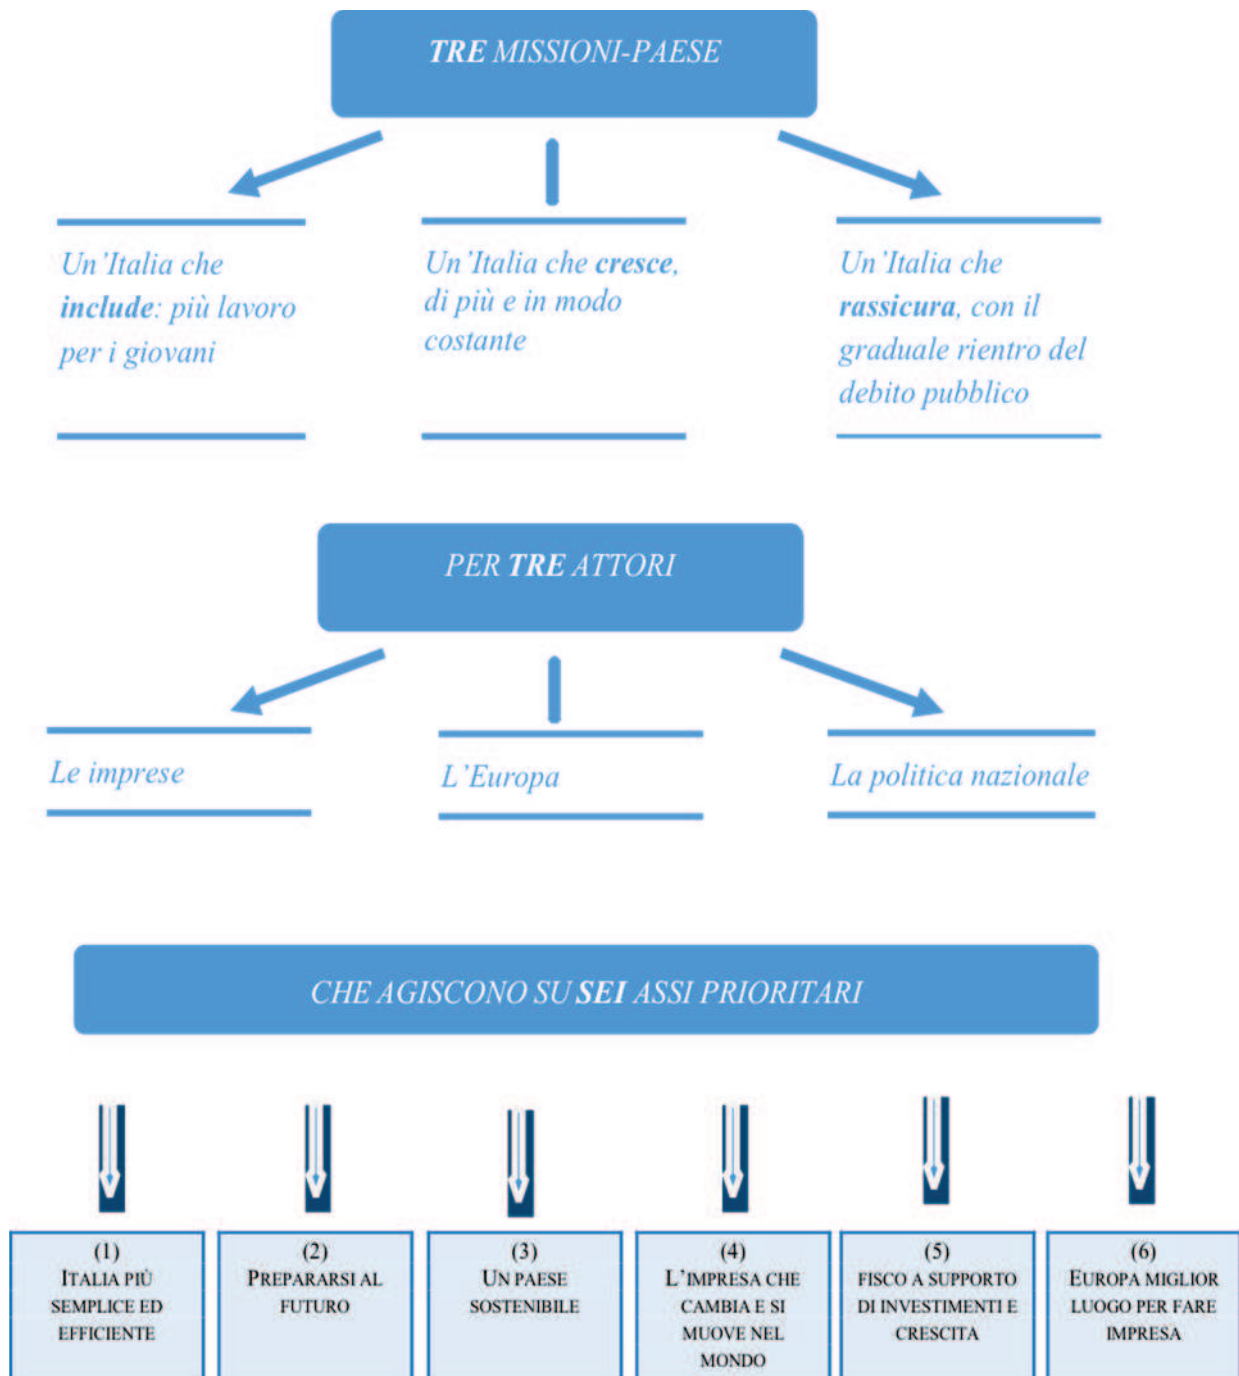 TRE MISSIONI-PAESE
Un’Italia che
include: più lavoro
per i giovani
Un’Italia che cresce,
di più e in modo
costante
Un’Italia che
rassicura, con il
graduale rientro del
debito pubblico
PER TRE ATTORI
Le imprese
L’Europa
La politica nazionale
CHE AGISCONO SU SEI ASSI PRIORITARI
(1)
ITALIA PIÙ
SEMPLICE ED
EFFICIENTE
(2)
PREPARARSI AL
FUTURO
(3)
UN PAESE
SOSTENIBILE
(4)
L’IMPRESA CHE
CAMBIA E SI
MUOVE NEL
MONDO
(5)
FISCO A SUPPORTO
DI INVESTIMENTI E
CRESCITA
(6)
EUROPA MIGLIOR
LUOGO PER FARE
IMPRESA